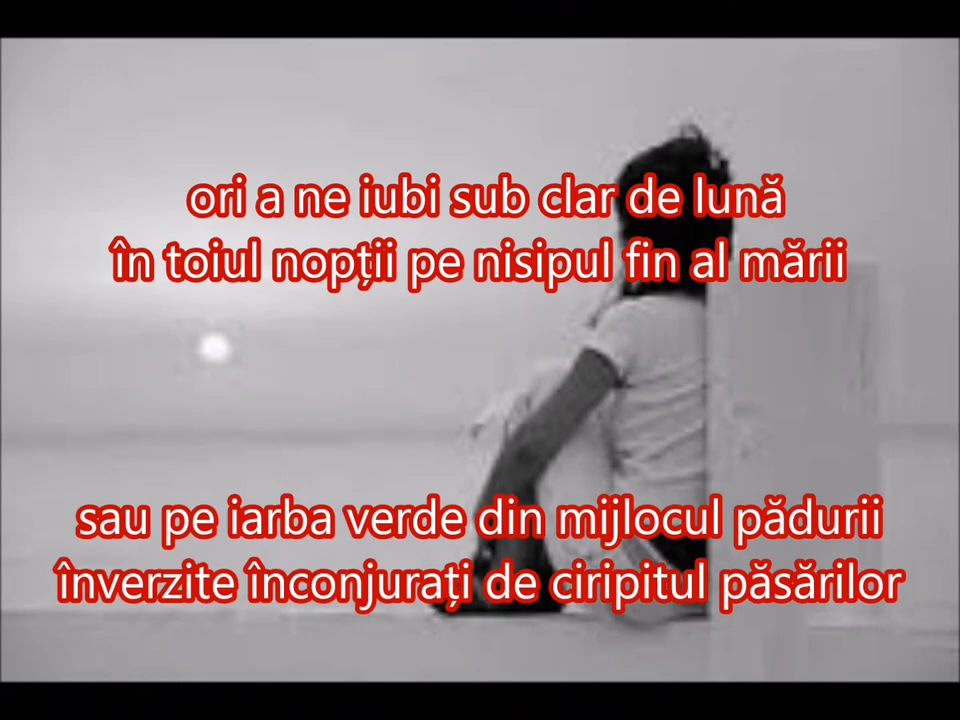 ori a ne iubi sub clar de lună
în toiul nopții pe nisipul fin al mării
sau pe iarba verde din mijlocul pădurii
înverzite înconjurați de ciripitul păsărilor